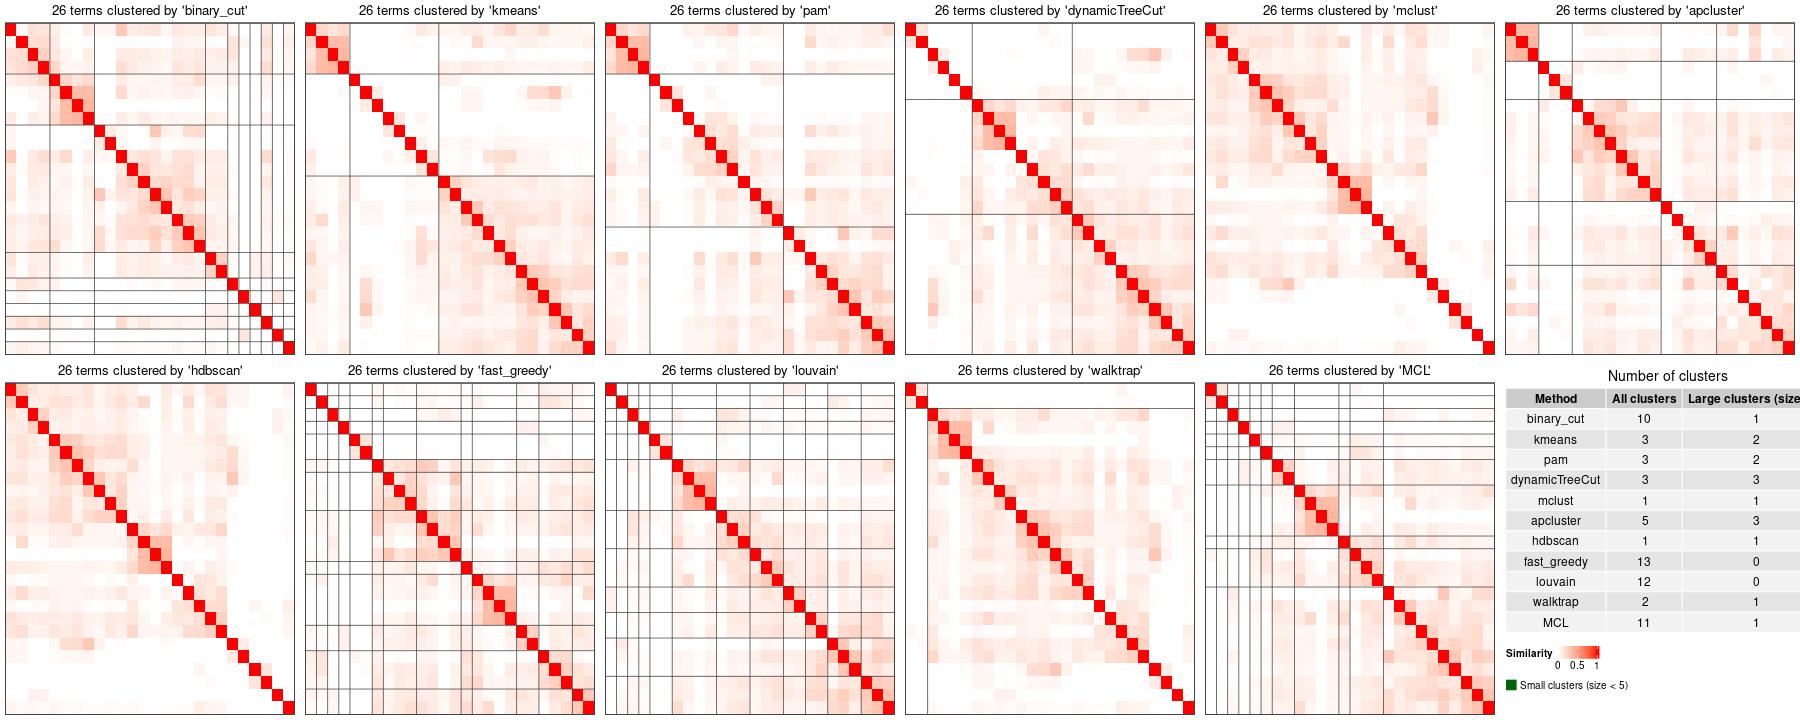 26 terms clustered by 'binary_cut'
26 terms clustered by 'kmeans'
26 terms clustered by 'pam'
26 terms clustered by 'dynamicTreeCut'
26 terms clustered by 'mclust'
26 terms clustered by 'apcluster'
26 terms clustered by 'hdbscan'
26 terms clustered by 'fast_greedy'
26 terms clustered by 'louvain'
26 terms clustered by 'walktrap'
26 terms clustered by 'MCL'
Number of clusters
Method All clusters Large clusters (size
binary_cut 10 1
kmeans 3 2
pam 3 2
dynamicTreeCut 3 3
mclust 1 1
apcluster 5 3
hdbscan 1 1
fast_greedy 13 0
louvain 12 0
walktrap 2 1
MCL 11 1
Similarity
0 0.5 1
Small clusters (size < 5)